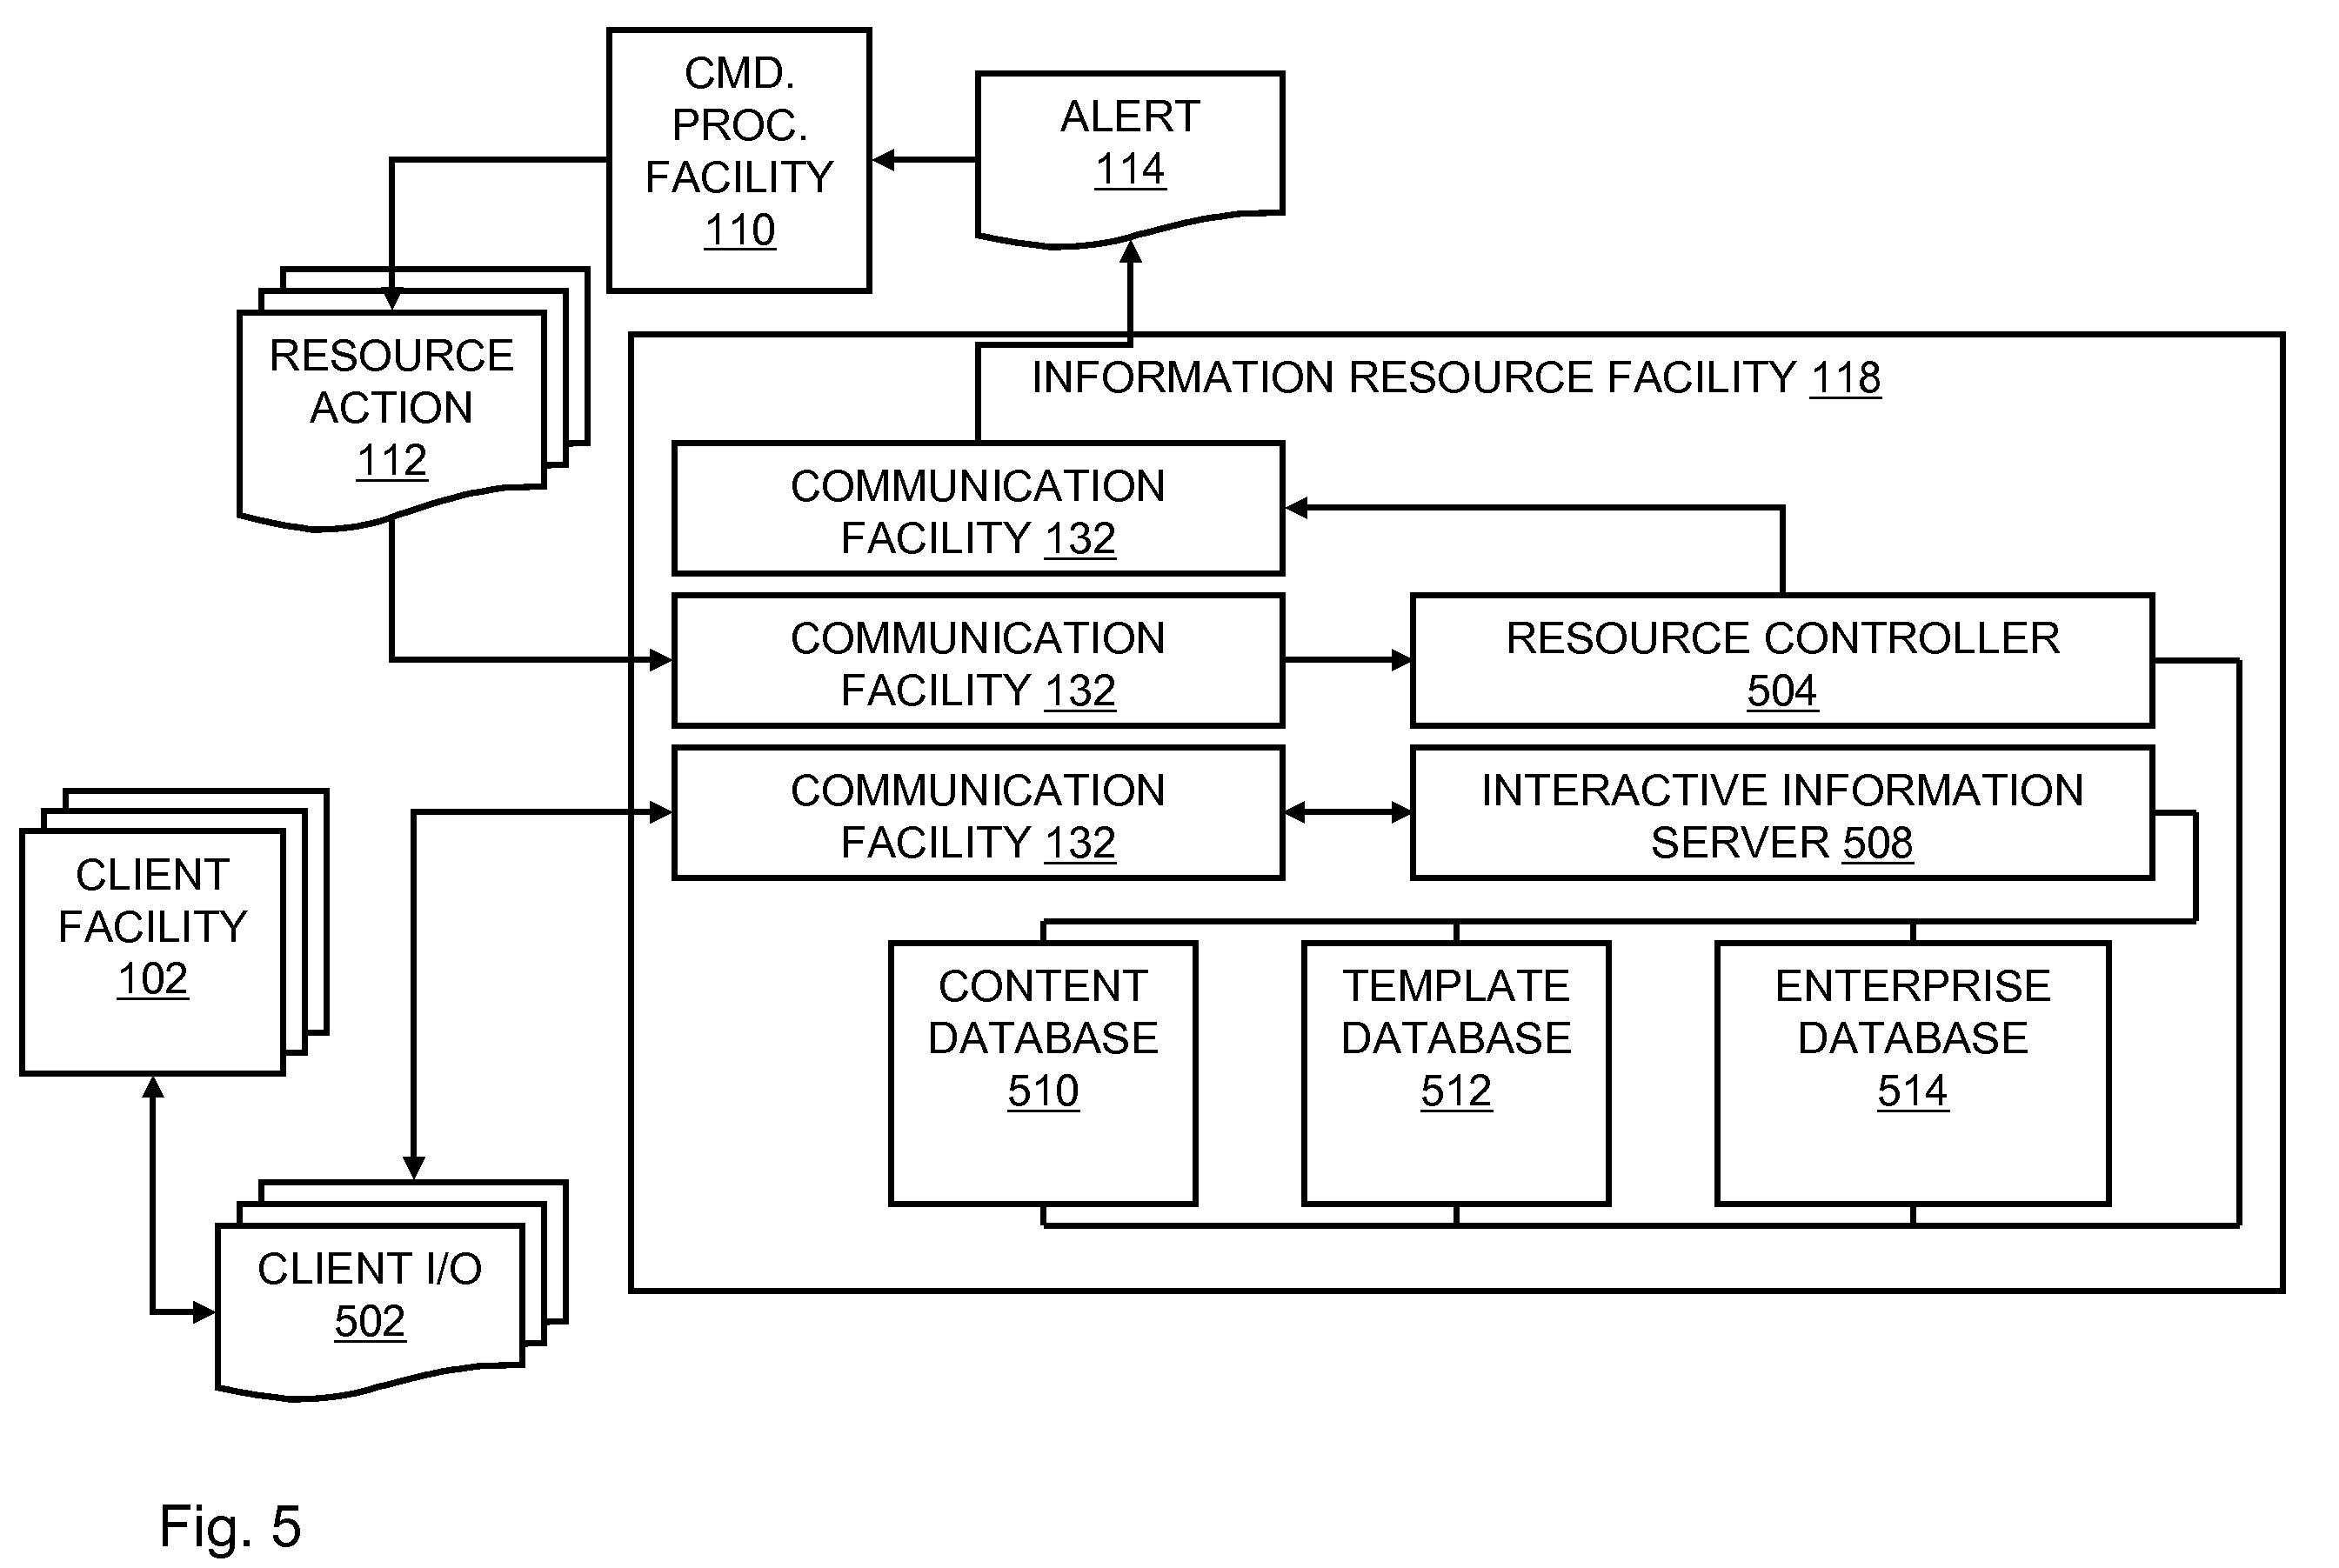 CMD.
PROC.
FACILITY
110
ALERT
114
RESOURCE
ACTION
112
INFORMATION RESOURCE FACILITY 118
COMMUNICATION
FACILITY 132
COMMUNICATION
FACILITY 132
RESOURCE CONTROLLER
504
COMMUNICATION
FACILITY 132
INTERACTIVE INFORMATION
SERVER 508
CLIENT
FACILITY
102
CONTENT
DATABASE
510
TEMPLATE
DATABASE
512
ENTERPRISE
DATABASE
514
CLIENT I/O
502
Fig. 5